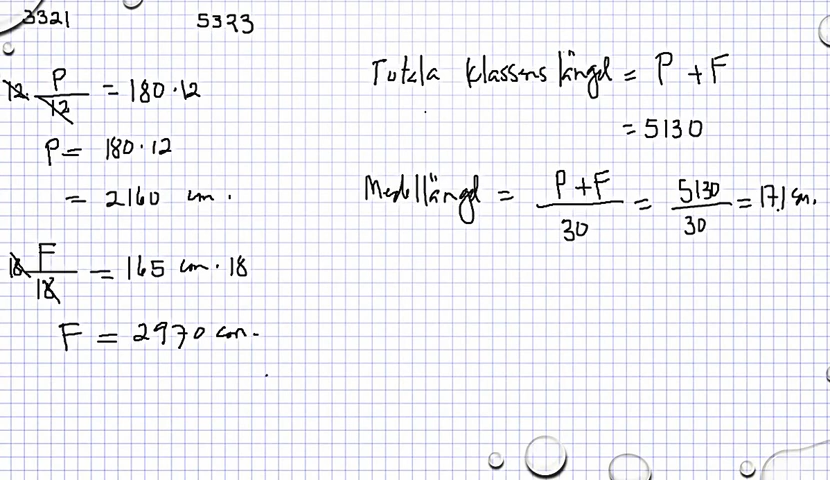 3321 5323
12 P/12 = 180·12
P = 180·12
= 2160 cm.
18 F/18 = 165 cm·18
F = 2970 cm.
Totala klassens längd = P + F
= 5130
Medellängd = P+F/30 = 5130/30 = 171 cm.